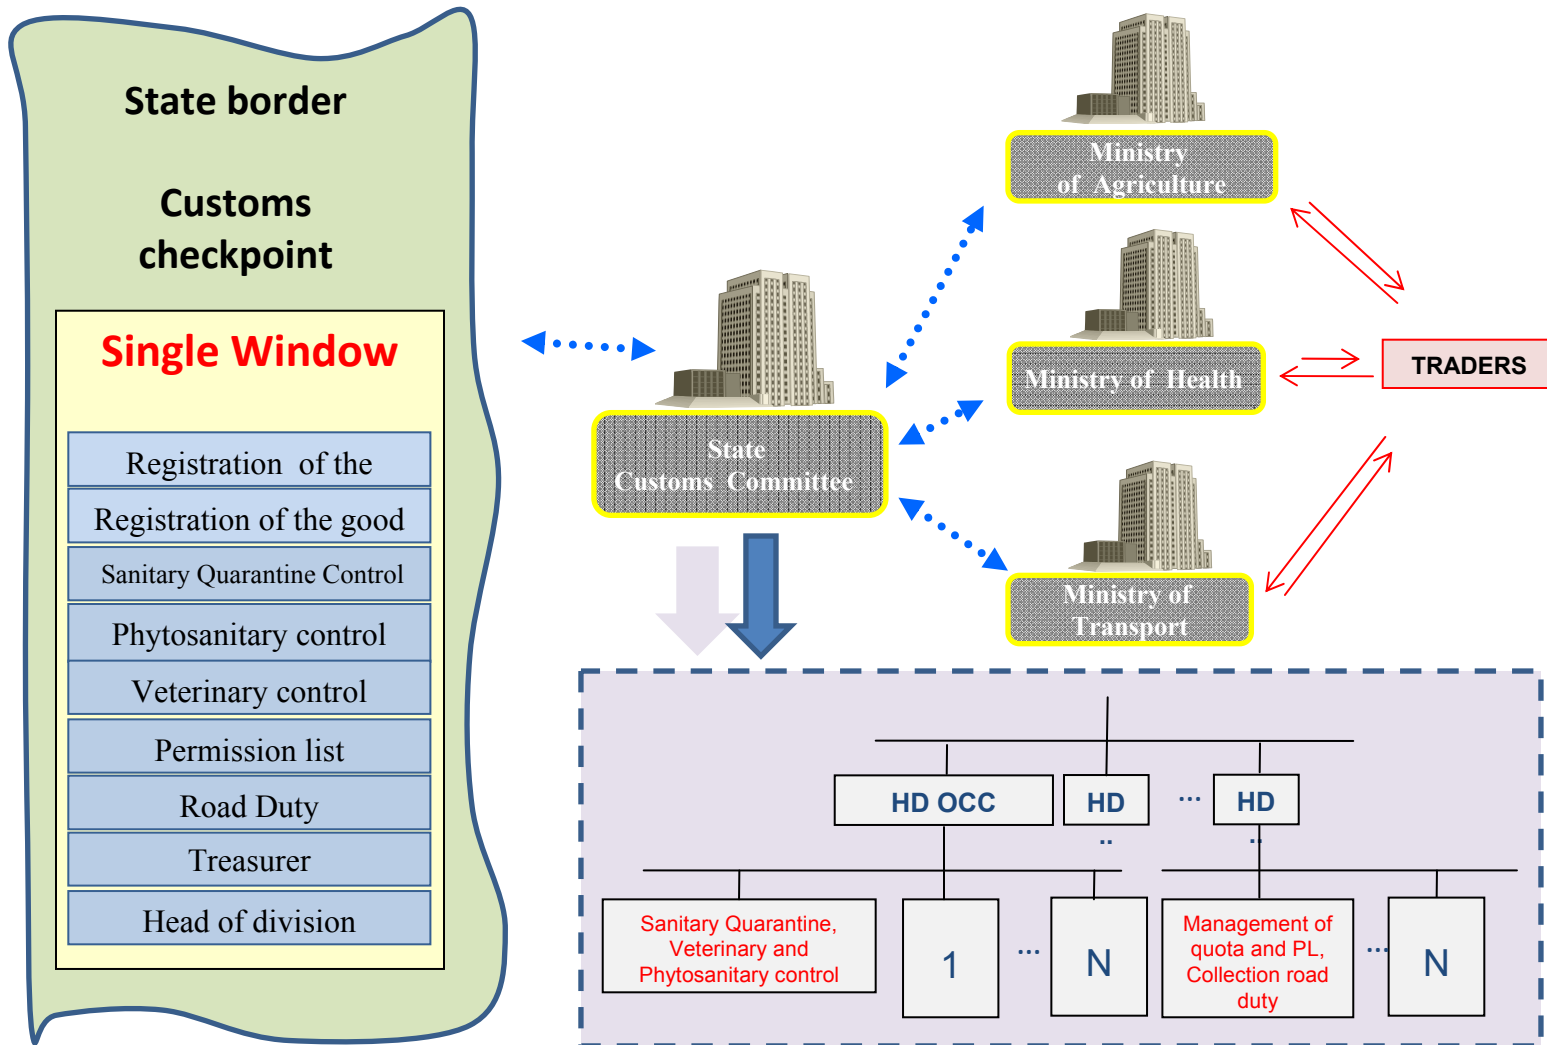 State border
Customs
checkpoint
Single Window
Registration of the
Registration of the good
Sanitary Quarantine Control
Phytosanitary control
Veterinary control
Permission list
Road Duty
Treasurer
Head of division
State
Customs Committee
Ministry
of Agriculture
Ministry of Health
Ministry of
Transport
TRADERS
HD OCC
HD
...
HD
..
..
Sanitary Quarantine,
Veterinary and
Phytosanitary control
1
...
N
Management of
quota and PL,
Collection road
duty
...
N